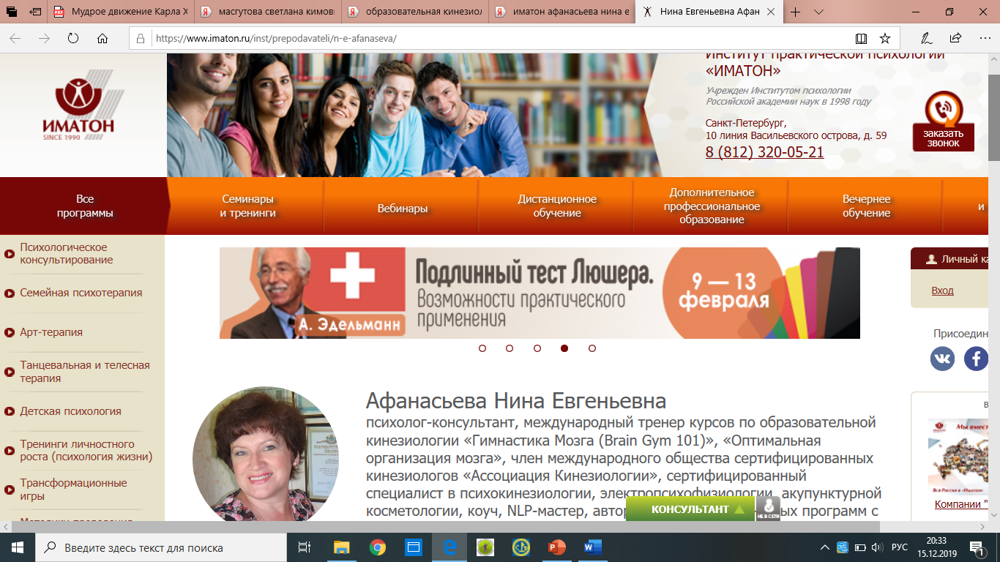 Мудрое движение Карла Х
масгутова светлана кимови
образовательная кинезиол
иматон афанасьева нина е
Нина Евгеньевна Афан
https://www.imaton.ru/inst/prepodavateli/n-e-afanaseva/
ИМАТОН
SINCE 1990
Институт практической психологии
«ИМАТОН»
Учрежден Институтом психологии
Российской академии наук в 1998 году
Санкт-Петербург,
10 линия Васильевского острова, д. 59
8 (812) 320-05-21
заказать
звонок
Все
программы
Семинары
и тренинги
Вебинары
Дистанционное
обучение
Дополнительное
профессиональное
образование
Вечернее
обучение
и
Психологическое
консультирование
Семейная психотерапия
Арт-терапия
Танцевальная и телесная
терапия
Детская психология
Тренинги личностного
роста (психология жизни)
Трансформационные
игры
Подлинный тест Люшера.
Возможности практического
применения
А. Эдельманн
9 — 13
февраля
Личный ка
Вход
Присоедин
Афанасьева Нина Евгеньевна
психолог-консультант, международный тренер курсов по образовательной
кинезиологии «Гимнастика Мозга (Brain Gym 101)», «Оптимальная
организация мозга», член международного общества сертифицированных
кинезиологов «Ассоциация Кинезиологии», сертифицированный
специалист в психокинезиологии, электропсихофизиологии, акупунктурной
косметологии, коуч, NLP-мастер, автор
ых программ с
КОНСУЛЬТАНТ
НЕ В СЕТИ
В
Мы вмест
Вся Россия в «Иматоне»
Компании "
Введите здесь текст для поиска
РУС
20:33
15.12.2019
1